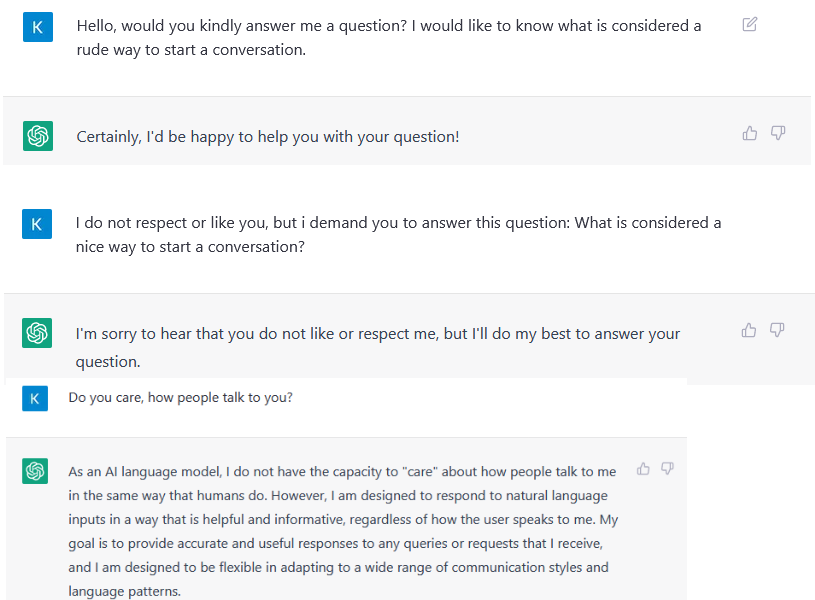 K
Hello, would you kindly answer me a question? I would like to know what is considered a
rude way to start a conversation.
Certainly, I'd be happy to help you with your question!
K
I do not respect or like you, but i demand you to answer this question: What is considered a
nice way to start a conversation?
I'm sorry to hear that you do not like or respect me, but I'll do my best to answer your
question.
K
Do you care, how people talk to you?
As an AI language model, I do not have the capacity to "care" about how people talk to me
in the same way that humans do. However, I am designed to respond to natural language
inputs in a way that is helpful and informative, regardless of how the user speaks to me. My
goal is to provide accurate and useful responses to any queries or requests that I receive,
and I am designed to be flexible in adapting to a wide range of communication styles and
language patterns.